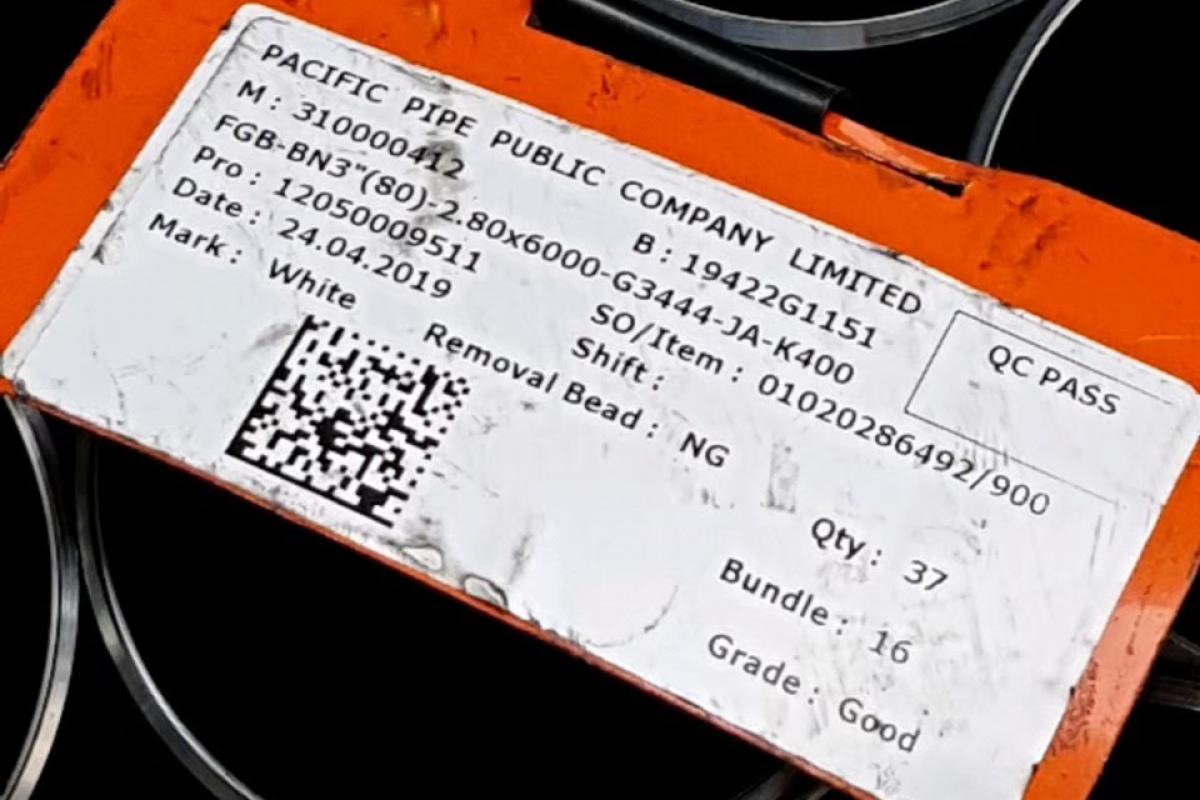 PACIFIC PIPE PUBLIC COMPANY LIMITED
M : 310000412 B : 19422G1151
FGB-BN3"(80)-2.80x6000-G3444-JA-K400
Pro : 12050009511 SO/Item : 01020286492/900
Date : 24.04.2019 Shift :
Mark : White Removal Bead : NG
QC PASS
Qty : 37
Bundle : 16
Grade : Good